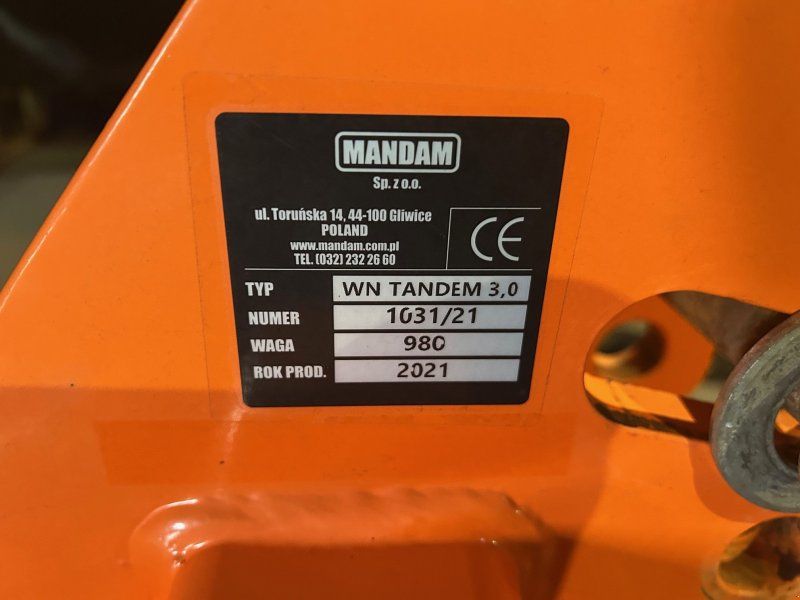 MANDAM
Sp. z o.o.
ul. Toruńska 14, 44-100 Gliwice
POLAND
www.mandam.com.pl
TEL. (032) 232 26 60
CE
TYP WN TANDEM 3,0
NUMER 1031/21
WAGA 980
ROK PROD. 2021